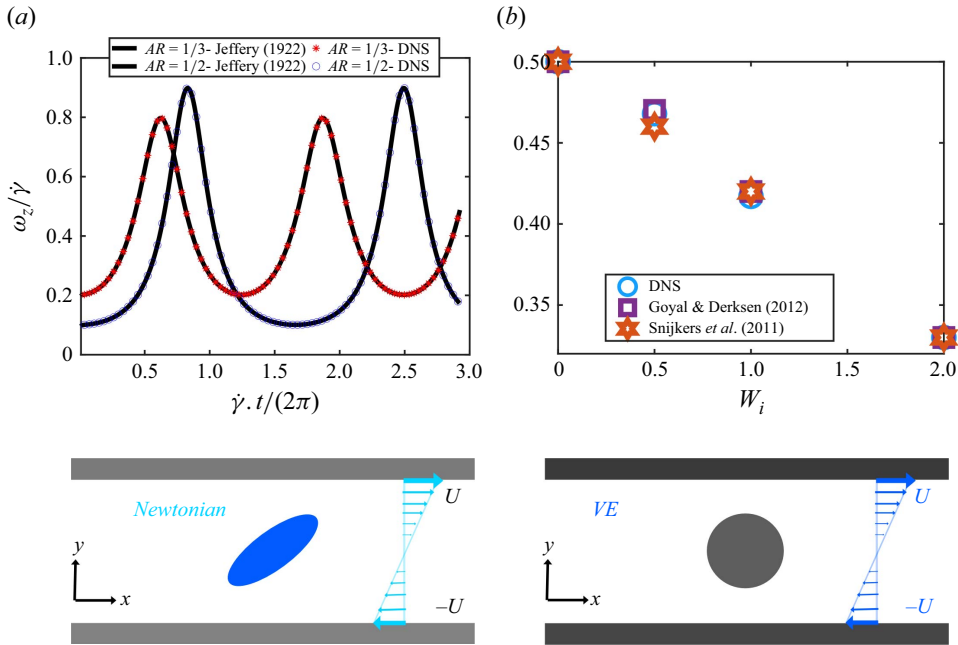 (a)
AR = 1/3- Jeffery (1922) AR = 1/3- DNS
AR = 1/2- Jeffery (1922) AR = 1/2- DNS
1.0
0.8
0.6
0.4
0.2
0
ω_z/γ̇
0.5 1.0 1.5 2.0 2.5 3.0
γ̇ . t/(2π)
(b)
0.50
0.45
0.40
0.35
DNS
Goyal & Derksen (2012)
Snijkers et al. (2011)
0 0.5 1.0 1.5 2.0
W_i
Newtonian
U
–U
y
x
VE
U
–U
y
x